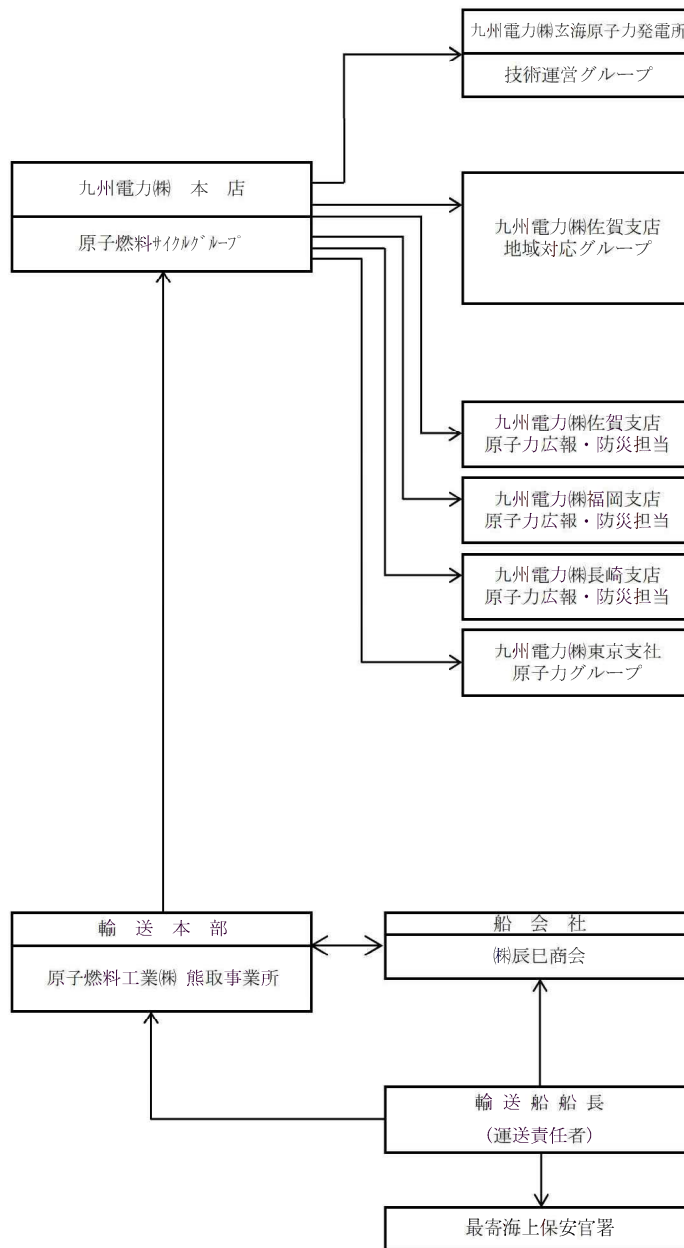 九州電力㈱玄海原子力発電所
技術運営グループ
九州電力㈱　本　店
原子燃料ｻｲｸﾙｸﾞﾙｰﾌﾟ
九州電力㈱佐賀支店
地域対応グループ
九州電力㈱佐賀支店
原子力広報・防災担当
九州電力㈱福岡支店
原子力広報・防災担当
九州電力㈱長崎支店
原子力広報・防災担当
九州電力㈱東京支社
原子力グループ
輸　送　本　部
原子燃料工業㈱ 熊取事業所
船　会　社
㈱辰巳商会
輸 送 船 船 長
(運送責任者)
最寄海上保安官署